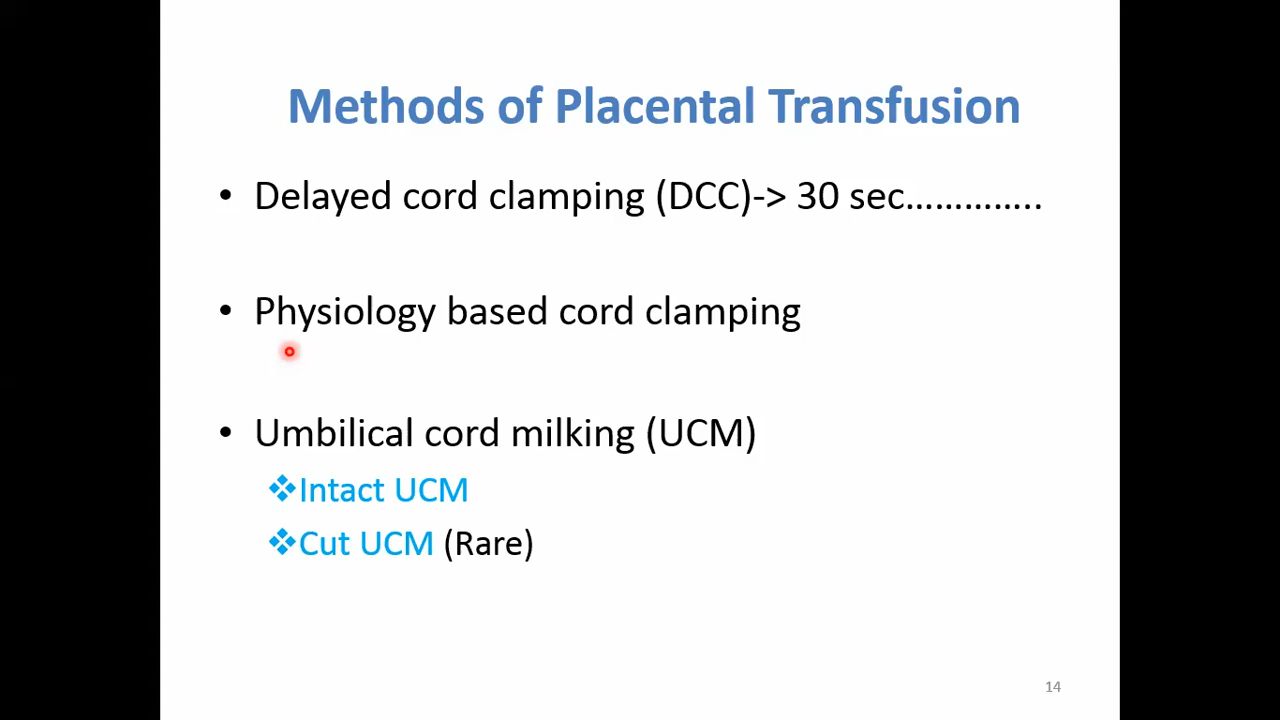 Methods of Placental Transfusion
• Delayed cord clamping (DCC)-> 30 sec…………..
• Physiology based cord clamping
• Umbilical cord milking (UCM)
❖Intact UCM
❖Cut UCM (Rare)
14